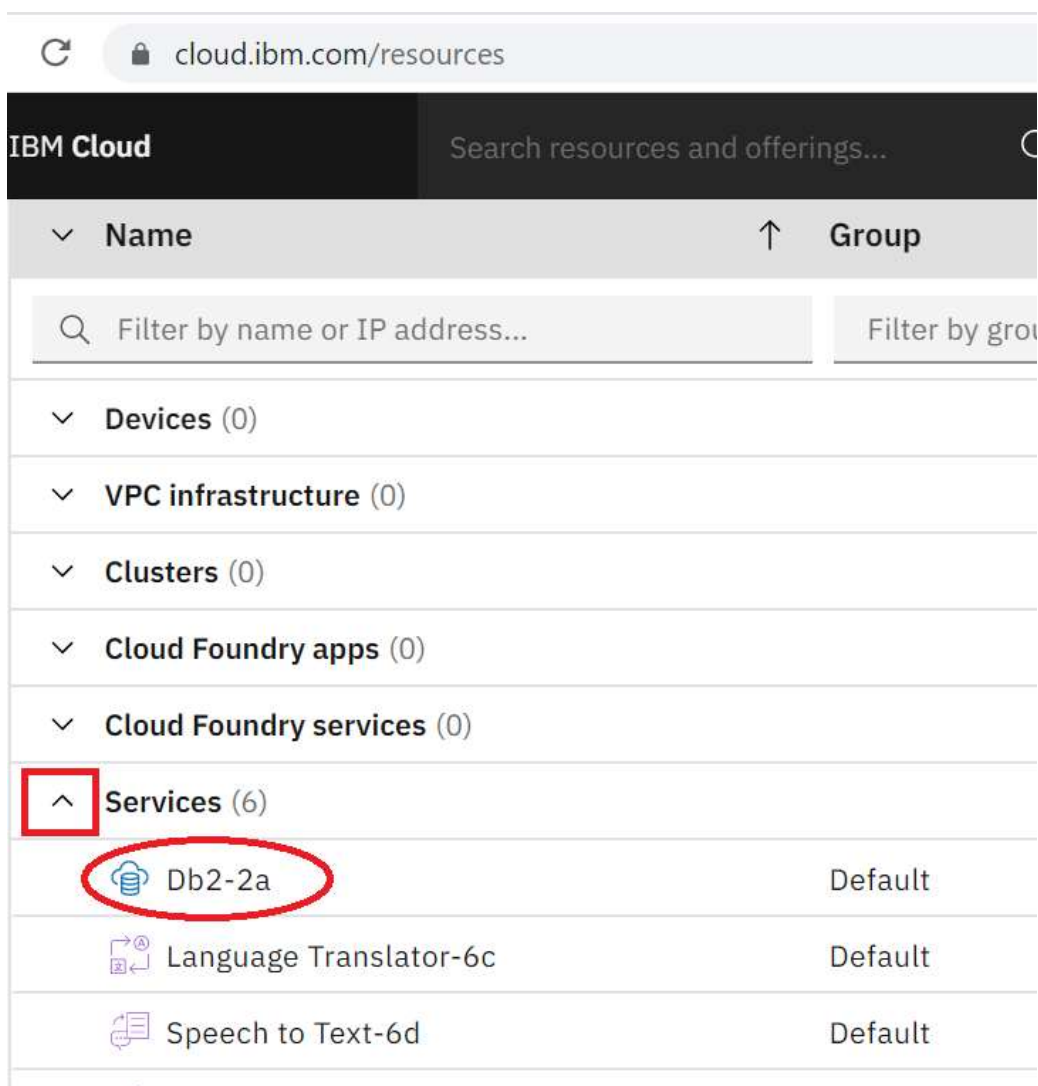 cloud.ibm.com/resources
IBM Cloud
Search resources and offerings...
Name
Group
Filter by name or IP address...
Filter by grou
Devices (0)
VPC infrastructure (0)
Clusters (0)
Cloud Foundry apps (0)
Cloud Foundry services (0)
Services (6)
Db2-2a
Default
Language Translator-6c
Default
Speech to Text-6d
Default